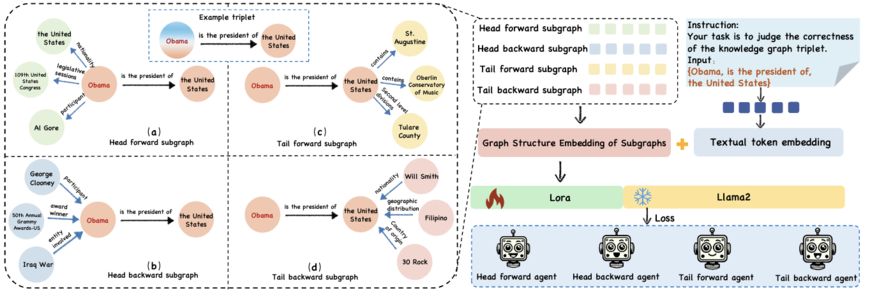 Example triplet
Obama
is the president of
the United
States
the United
States
nationality
109th United
States
Congress
legislative
sessions
Obama
is the president of
the United
States
participant
Al Gore
(a)
Head forward subgraph
St.
Augustine
contains
Obama
is the president of
the United
States
contains
Oberlin
Conservatory
of Music
Second level
divisions
Tulare
County
(c)
Tail forward subgraph
George
Clooney
participant
50th Annual
Grammy
Awards-US
award
winner
Obama
is the president of
the United
States
entity
involved
Iraq War
(b)
Head backward subgraph
Will Smith
nationality
Obama
is the president of
the United
States
geographic
distribution
Filipino
Country
of origin
30 Rock
(d)
Tail backward subgraph
Head forward subgraph
Head backward subgraph
Tail forward subgraph
Tail backward subgraph
Instruction:
Your task is to judge the correctness
of the knowledge graph triplet.
Input:
{Obama, is the president of,
the United States}
Graph Structure Embedding of Subgraphs
+
Textual token embedding
Lora
Llama2
Loss
Head forward agent
Head backward agent
Tail forward agent
Tail backward agent